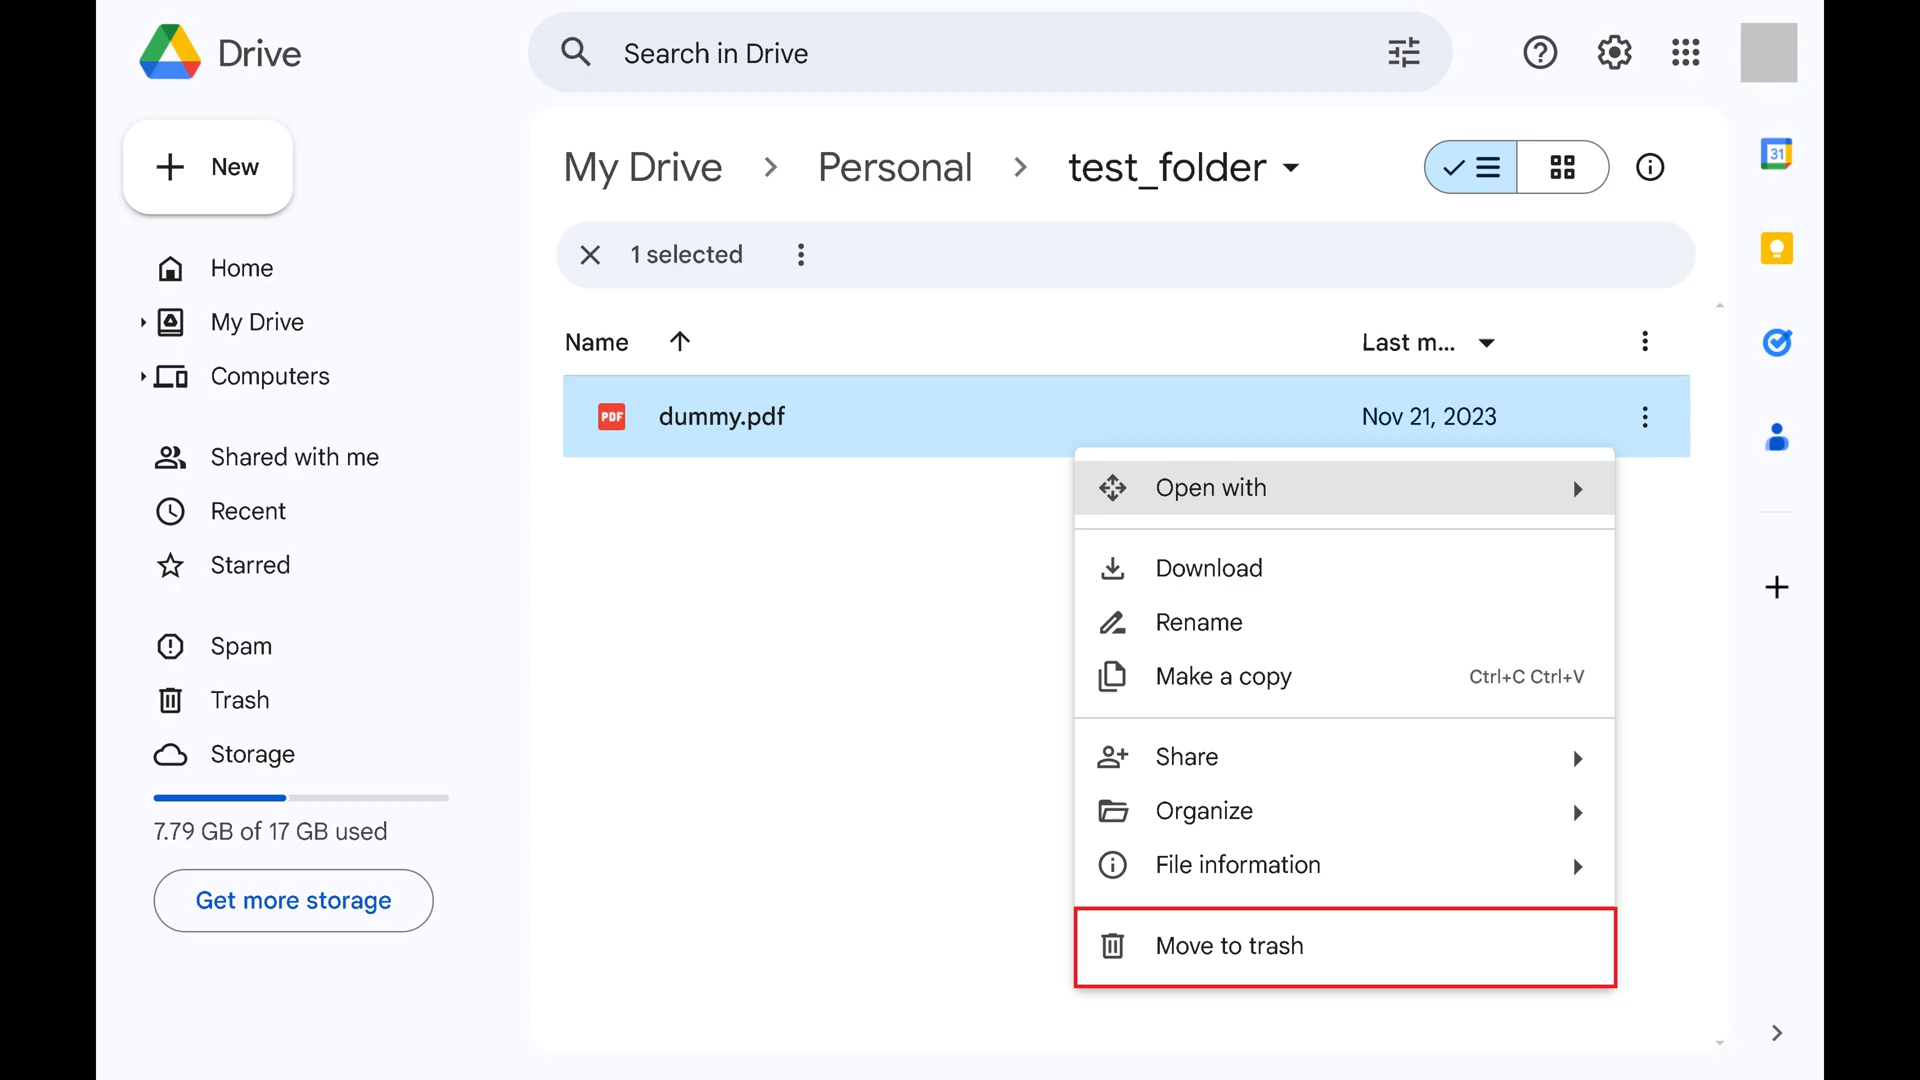 Drive
Search in Drive
New
My Drive
Personal
test_folder
31
1 selected
Home
My Drive
Computers
Name
Last m...
PDF
dummy.pdf
Nov 21, 2023
Shared with me
Recent
Starred
Open with
Download
Rename
Make a copy
Ctrl+C Ctrl+V
Spam
Trash
Storage
7.79 GB of 17 GB used
Get more storage
Share
Organize
File information
Move to trash